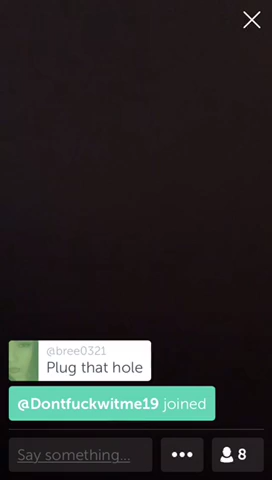 @bree0321
Plug that hole
@Dontfuckwitme19 joined
Say something...
8